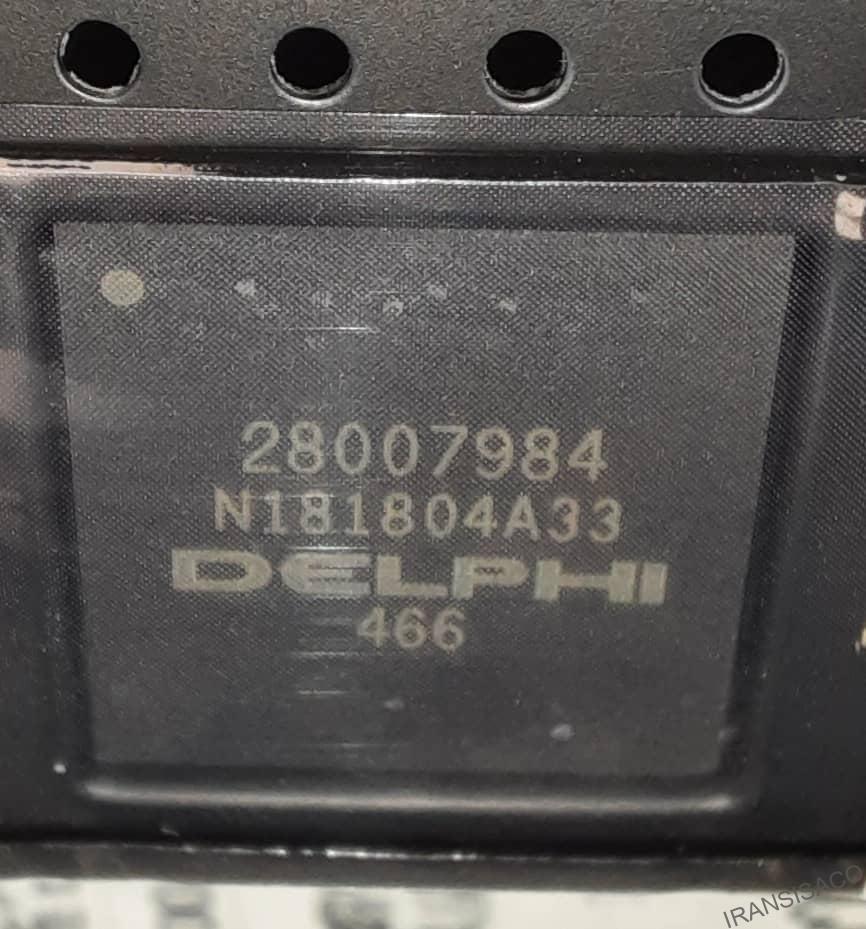 28007984
N181804A33
DELPHI
466
IRANSISACO